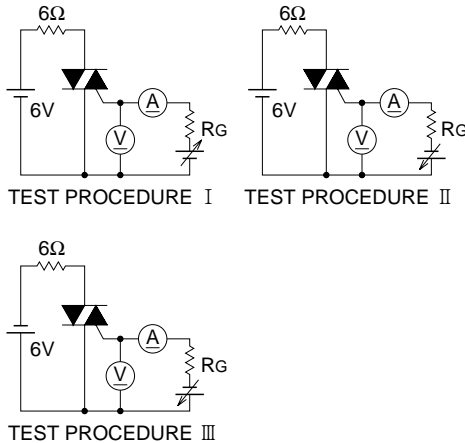 6Ω 6Ω
6V A V RG 6V A V RG
TEST PROCEDURE Ⅰ TEST PROCEDURE Ⅱ
6Ω
6V A V RG
TEST PROCEDURE Ⅲ